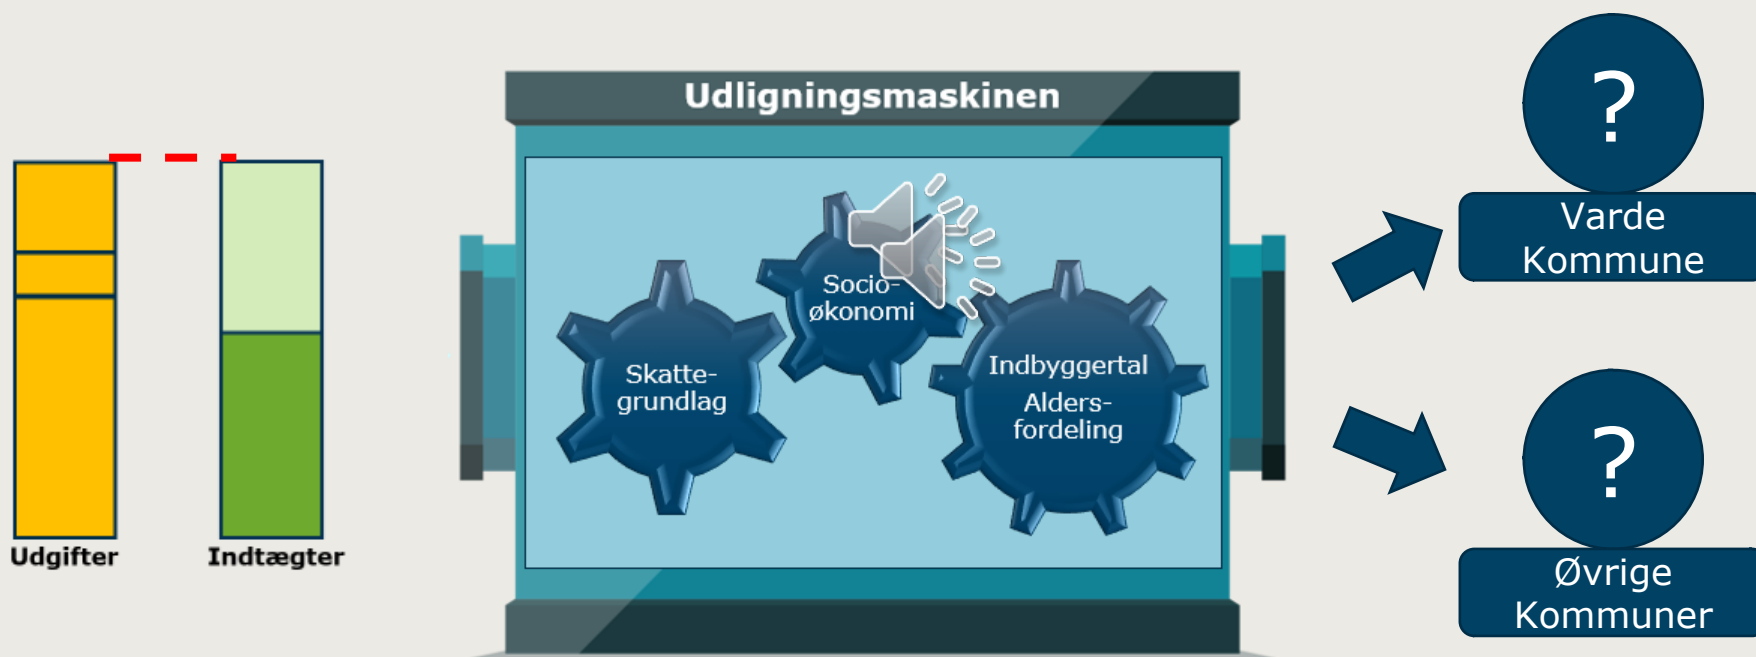 Udligningsmaskinen
Udgifter
Indtægter
Skatte-
grundlag
Socio-
økonomi
Indbyggertal
Alders-
fordeling
?
Varde
Kommune
?
Øvrige
Kommuner